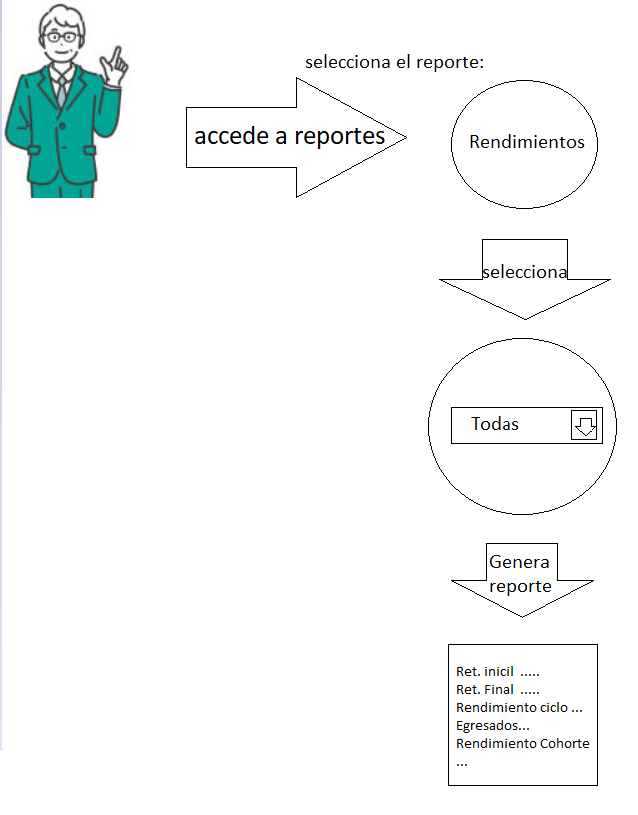 selecciona el reporte:
accede a reportes
Rendimientos
selecciona
Todas
Genera
reporte
Ret. inicil .....
Ret. Final .....
Rendimiento ciclo ...
Egresados...
Rendimiento Cohorte
...